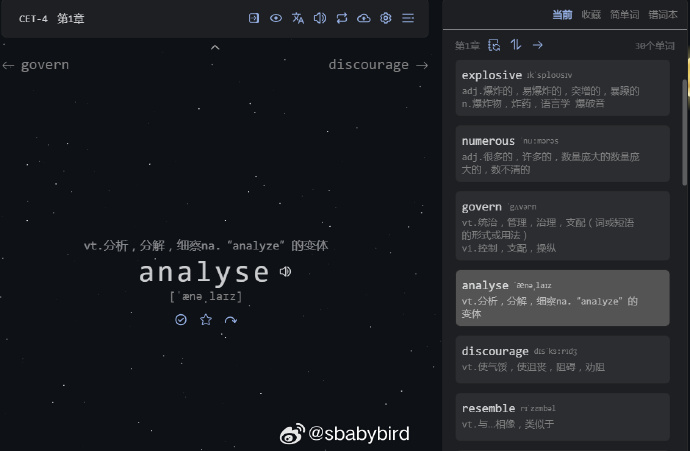 CET-4 第1章
← govern
discourage →
vt.分析，分解，细察na.“analyze”的变体
analyse
[ˈænəˌlaɪz]
@sbabybird
当前 收藏 简单词 错词本
第1章
30个单词
explosive ɪkˈsploʊsɪv
adj.爆炸的，易爆炸的，突增的，暴躁的
n.爆炸物，炸药，语言学 爆破音
numerous ˈnuːmərəs
adj.很多的，许多的，数量庞大的数量庞
大的，数不清的
govern ˈɡʌvərn
vt.统治，管理，治理，支配（词或短语
的形式或用法）
vi.控制，支配，操纵
analyse ˈænəˌlaɪz
vt.分析，分解，细察na.“analyze”的
变体
discourage dɪsˈkɜːrɪdʒ
vt.使气馁，使沮丧，阻碍，劝阻
resemble rɪˈzembəl
vt.与…相像，类似于